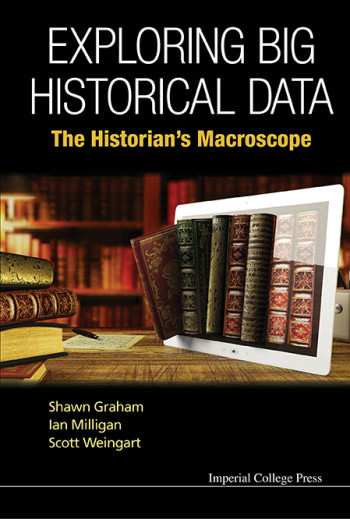 EXPLORING BIG
HISTORICAL DATA
The Historian's Macroscope
Shawn Graham
Ian Milligan
Scott Weingart
Imperial College Press